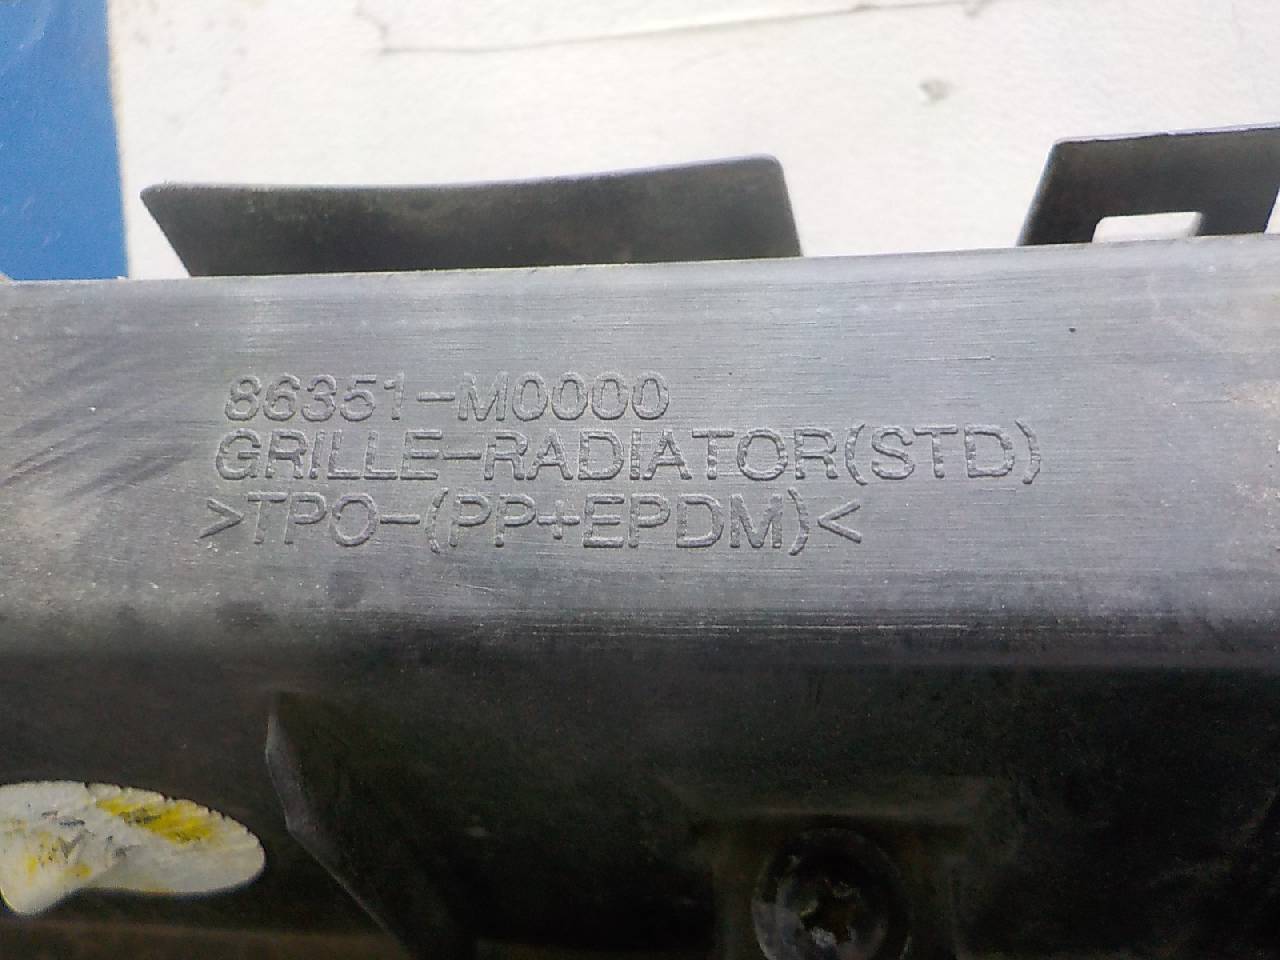 86351-M0000
GRILLE-RADIATOR(STD)
>TPO-(PP+EPDM)<